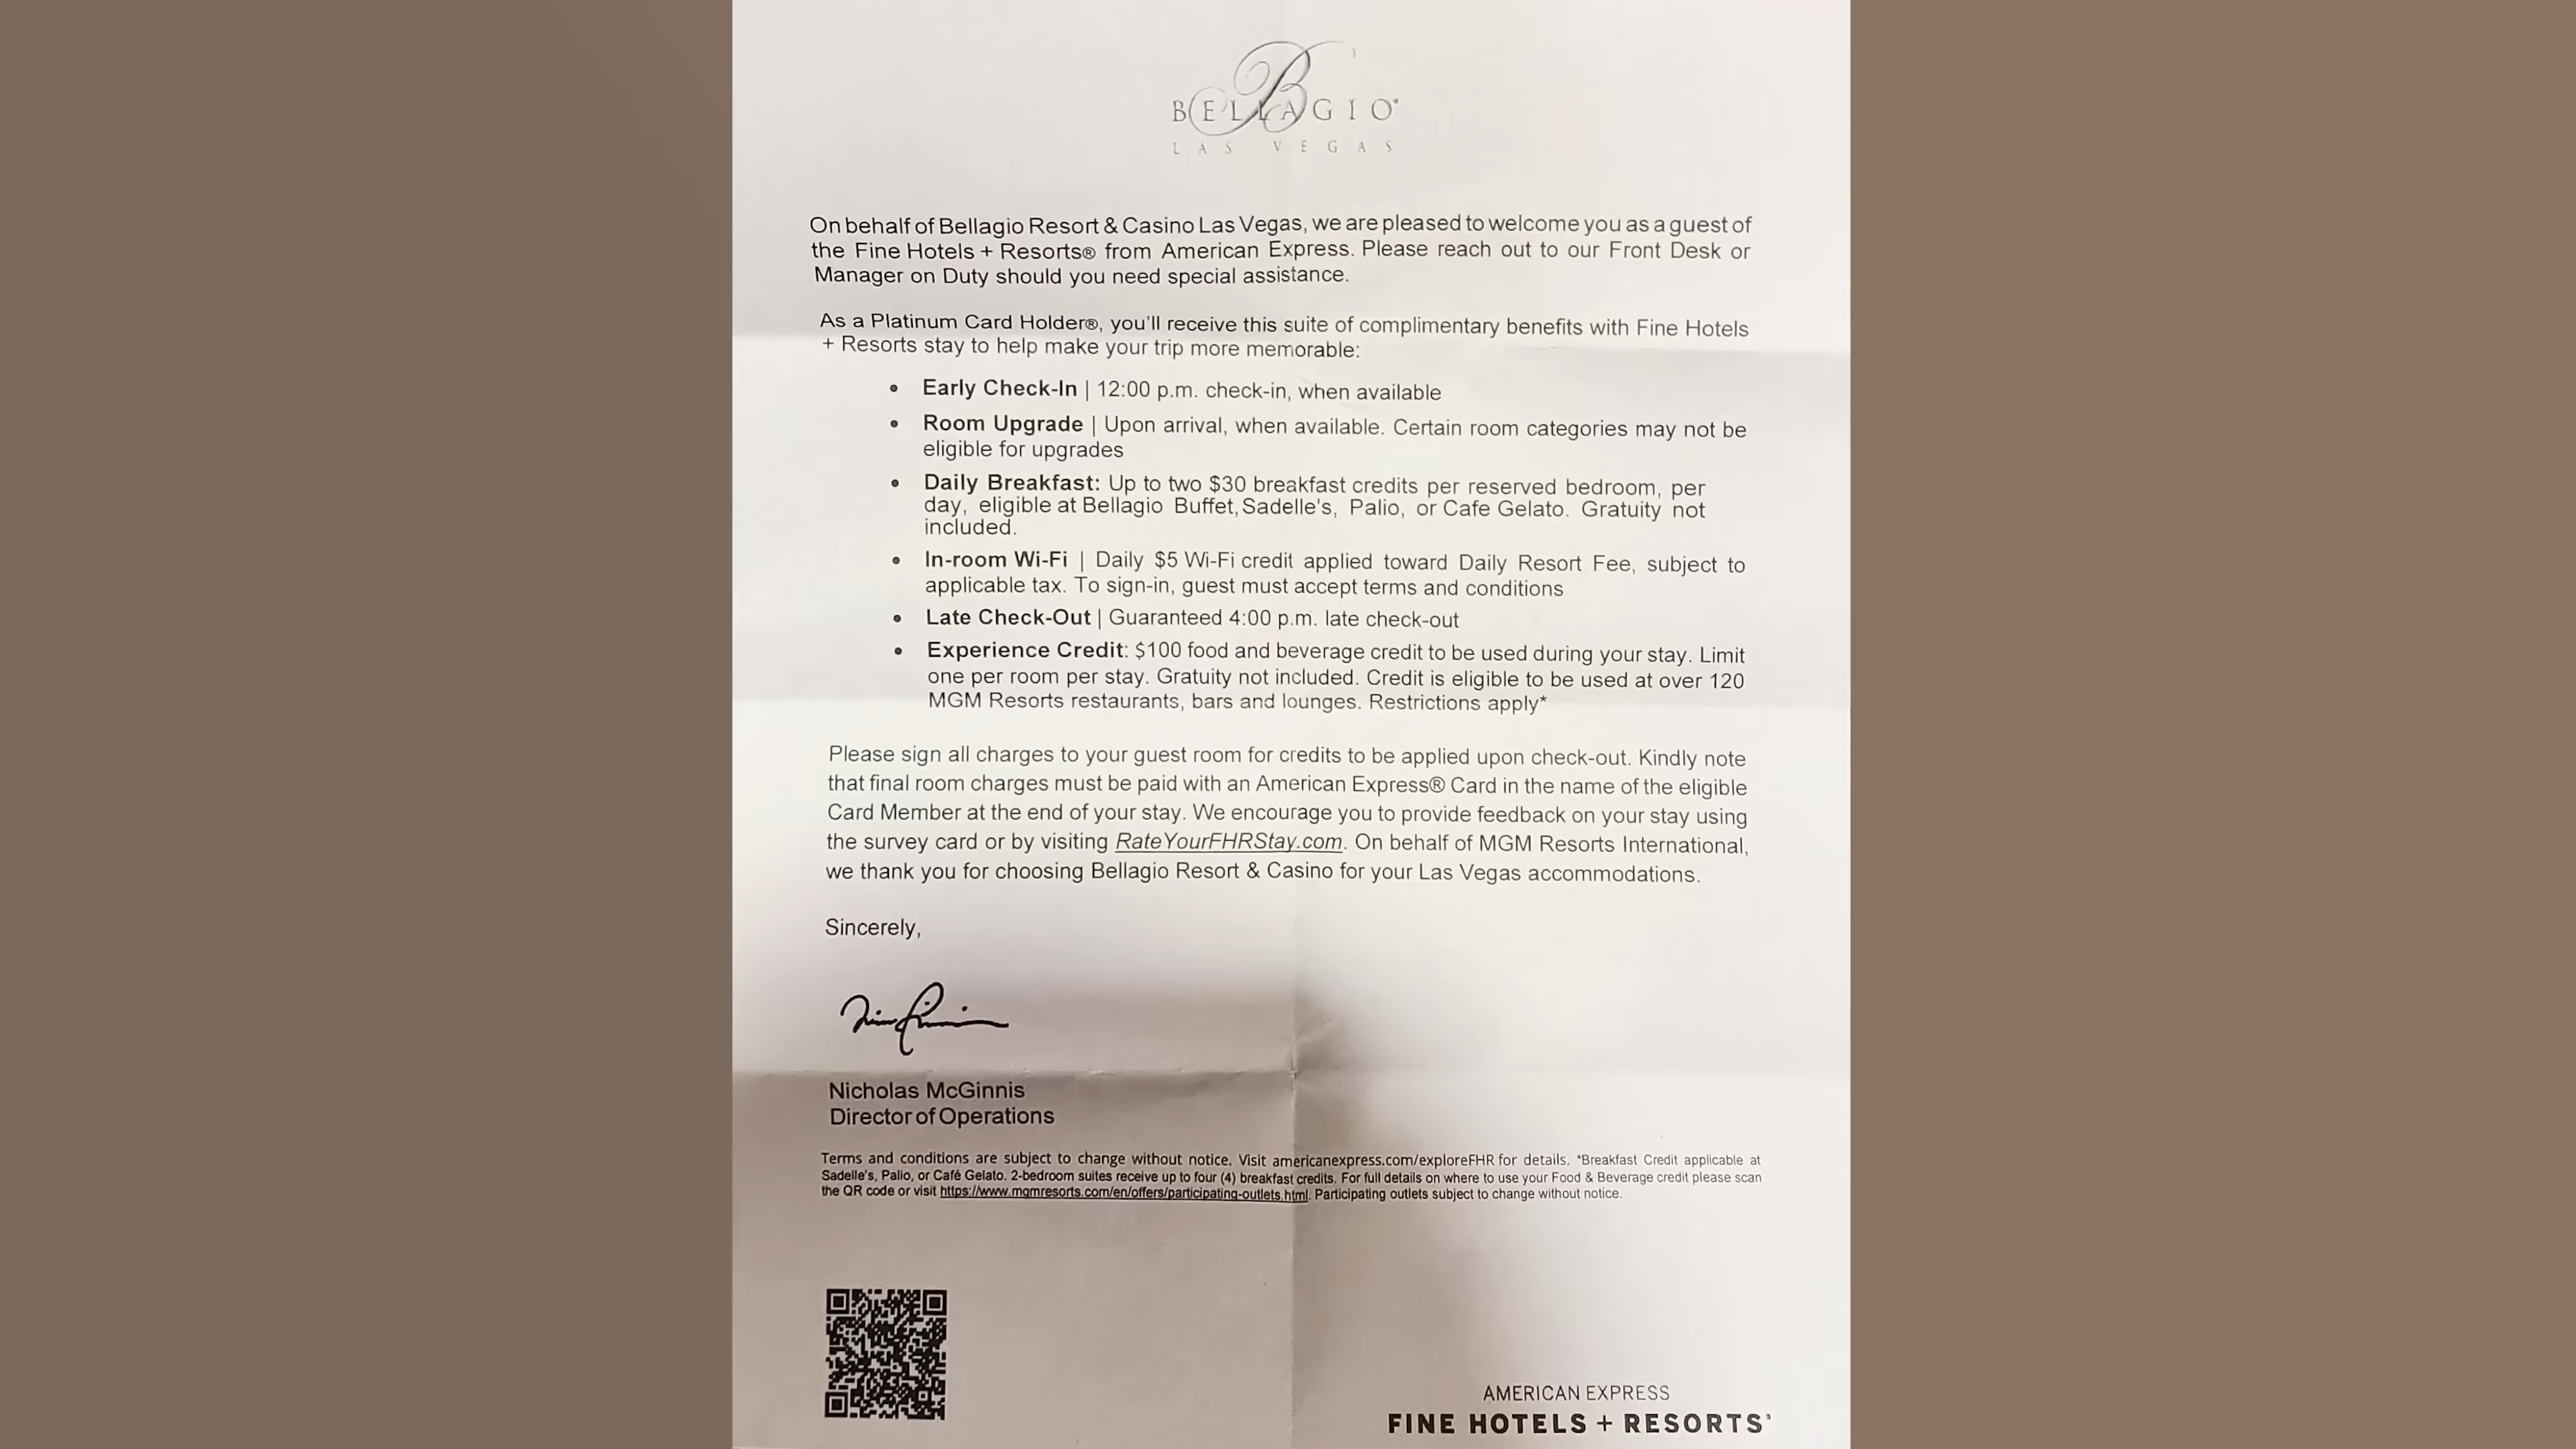 BELLAGIO®
LAS VEGAS
On behalf of Bellagio Resort & Casino Las Vegas, we are pleased to welcome you as a guest of
the Fine Hotels + Resorts® from American Express. Please reach out to our Front Desk or
Manager on Duty should you need special assistance.
As a Platinum Card Holder®, you'll receive this suite of complimentary benefits with Fine Hotels
+ Resorts stay to help make your trip more memorable:
• Early Check-In | 12:00 p.m. check-in, when available
• Room Upgrade | Upon arrival, when available. Certain room categories may not be
eligible for upgrades
• Daily Breakfast: Up to two $30 breakfast credits per reserved bedroom, per
day, eligible at Bellagio Buffet, Sadelle's, Palio, or Cafe Gelato. Gratuity not
included.
• In-room Wi-Fi | Daily $5 Wi-Fi credit applied toward Daily Resort Fee, subject to
applicable tax. To sign-in, guest must accept terms and conditions
• Late Check-Out | Guaranteed 4:00 p.m. late check-out
• Experience Credit: $100 food and beverage credit to be used during your stay. Limit
one per room per stay. Gratuity not included. Credit is eligible to be used at over 120
MGM Resorts restaurants, bars and lounges. Restrictions apply*
Please sign all charges to your guest room for credits to be applied upon check-out. Kindly note
that final room charges must be paid with an American Express® Card in the name of the eligible
Card Member at the end of your stay. We encourage you to provide feedback on your stay using
the survey card or by visiting RateYourFHRStay.com. On behalf of MGM Resorts International,
we thank you for choosing Bellagio Resort & Casino for your Las Vegas accommodations.
Sincerely,
Nicholas McGinnis
Director of Operations
Terms and conditions are subject to change without notice. Visit americanexpress.com/exploreFHR for details. *Breakfast Credit applicable at
Sadelle's, Palio, or Café Gelato. 2-bedroom suites receive up to four (4) breakfast credits. For full details on where to use your Food & Beverage credit please scan
the QR code or visit https://www.mgmresorts.com/en/offers/participating-outlets.html. Participating outlets subject to change without notice.
AMERICAN EXPRESS
FINE HOTELS + RESORTS